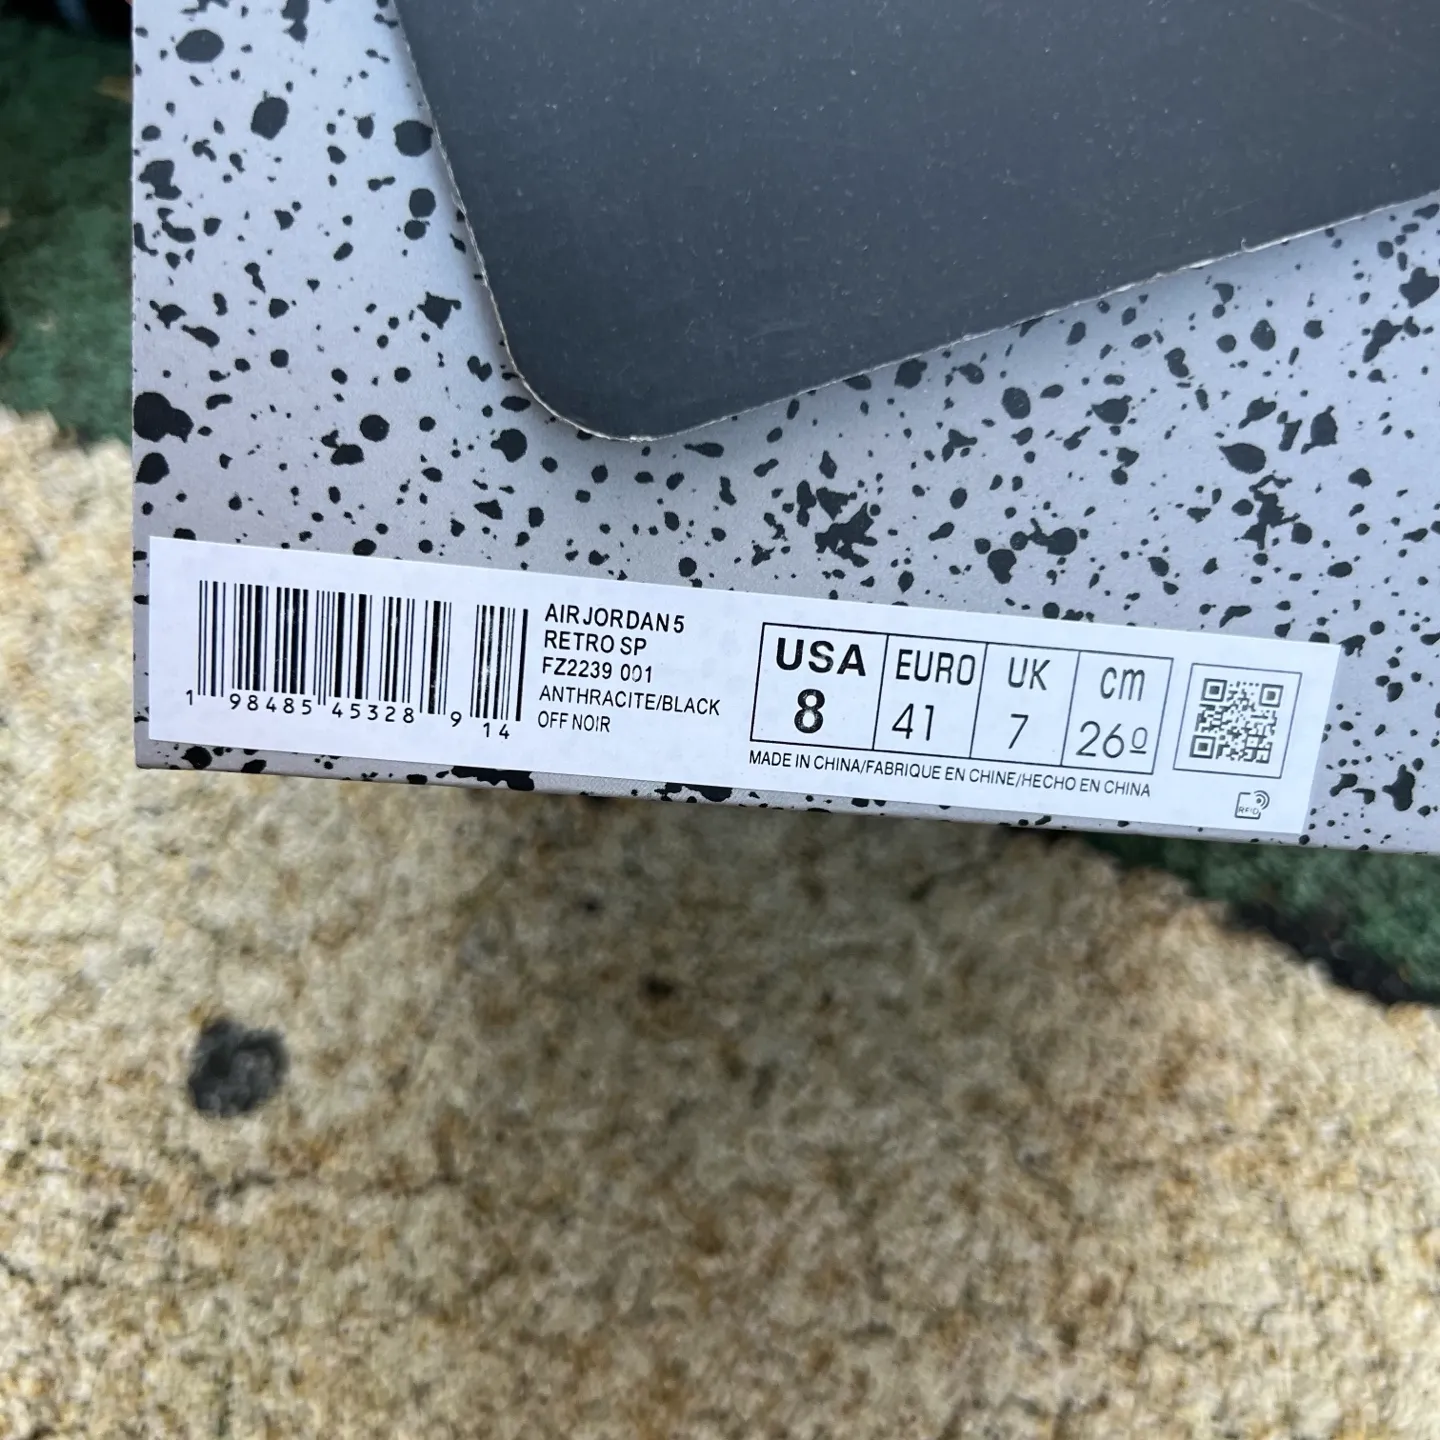 AIR JORDAN 5
RETRO SP
FZ2239 001
ANTHRACITE/BLACK
OFF NOIR
1 98485 45328 9 14
USA EURO UK cm
8 41 7 26 0
MADE IN CHINA/FABRIQUE EN CHINE/HECHO EN CHINA
RFID